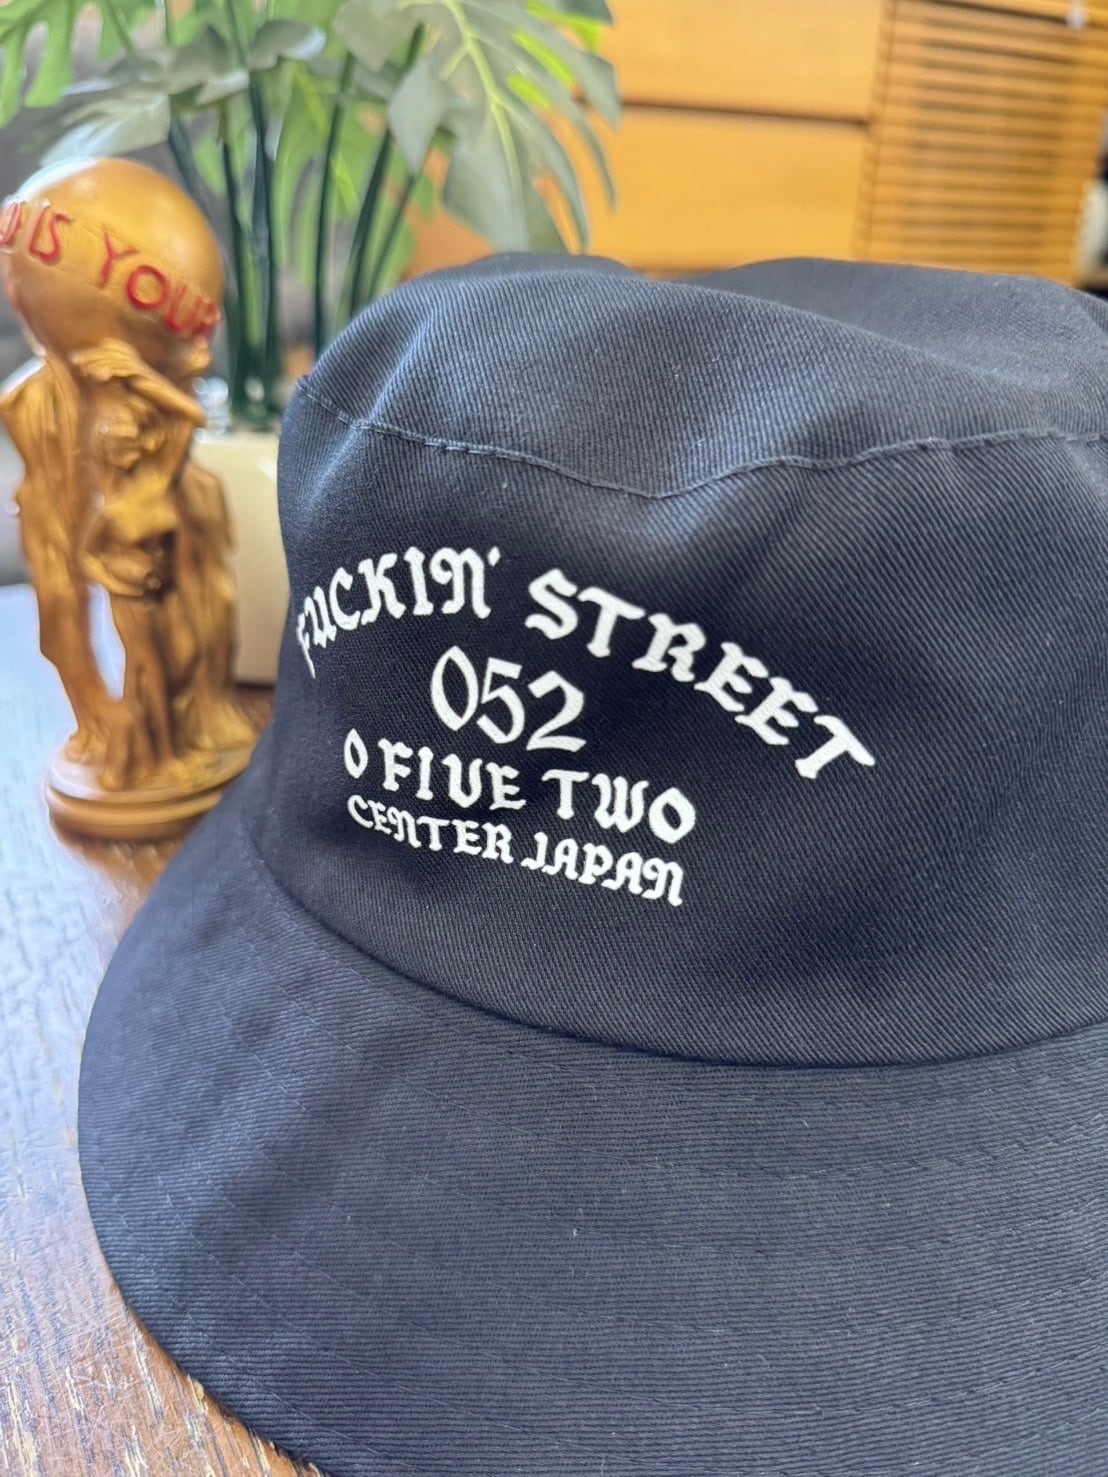 IS YOUR
FUCKIN' STREET
052
O FIVE TWO
CENTER JAPAN